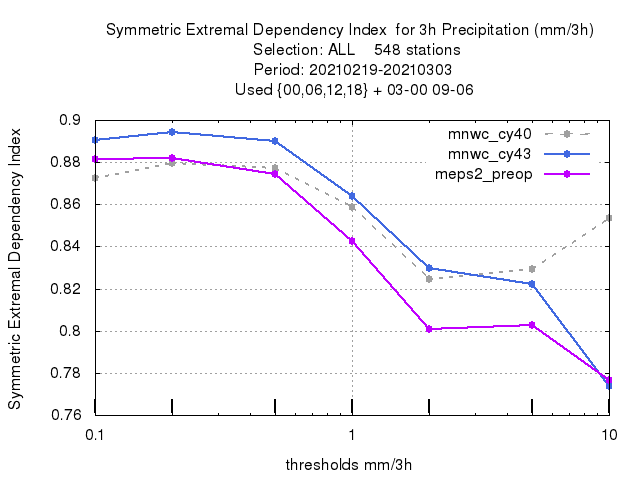 Symmetric Extremal Dependency Index  for 3h Precipitation (mm/3h)
Selection: ALL    548 stations
Period: 20210219-20210303
Used {00,06,12,18} + 03-00 09-06
Symmetric Extremal Dependency Index
0.9
0.88
0.86
0.84
0.82
0.8
0.78
0.76
mnwc_cy40
mnwc_cy43
meps2_preop
0.1
1
10
thresholds mm/3h